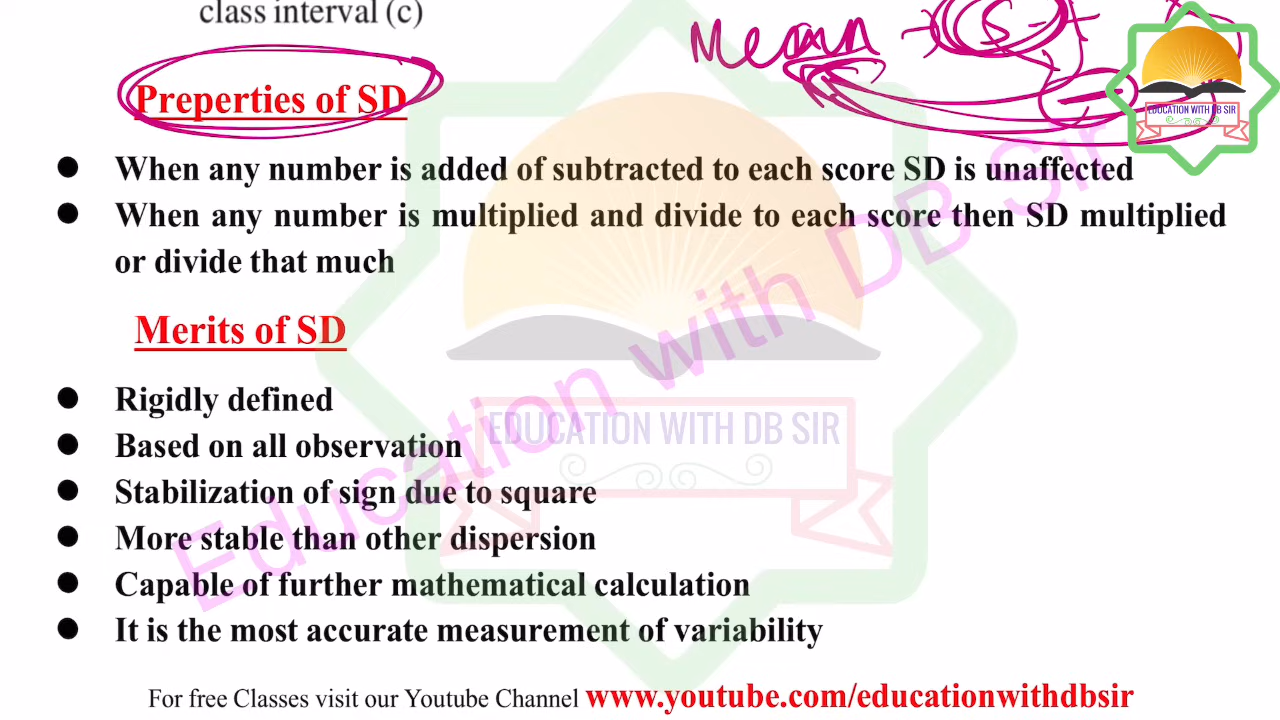 class interval (c)
Mean
S
EDUCATION WITH DB SIR
Preperties of SD
● When any number is added of subtracted to each score SD is unaffected
● When any number is multiplied and divide to each score then SD multiplied
or divide that much
Merits of SD
● Rigidly defined
● Based on all observation
EDUCATION WITH DB SIR
● Stabilization of sign due to square
● More stable than other dispersion
● Capable of further mathematical calculation
● It is the most accurate measurement of variability
Education with DB Sir
For free Classes visit our Youtube Channel www.youtube.com/educationwithdbsir